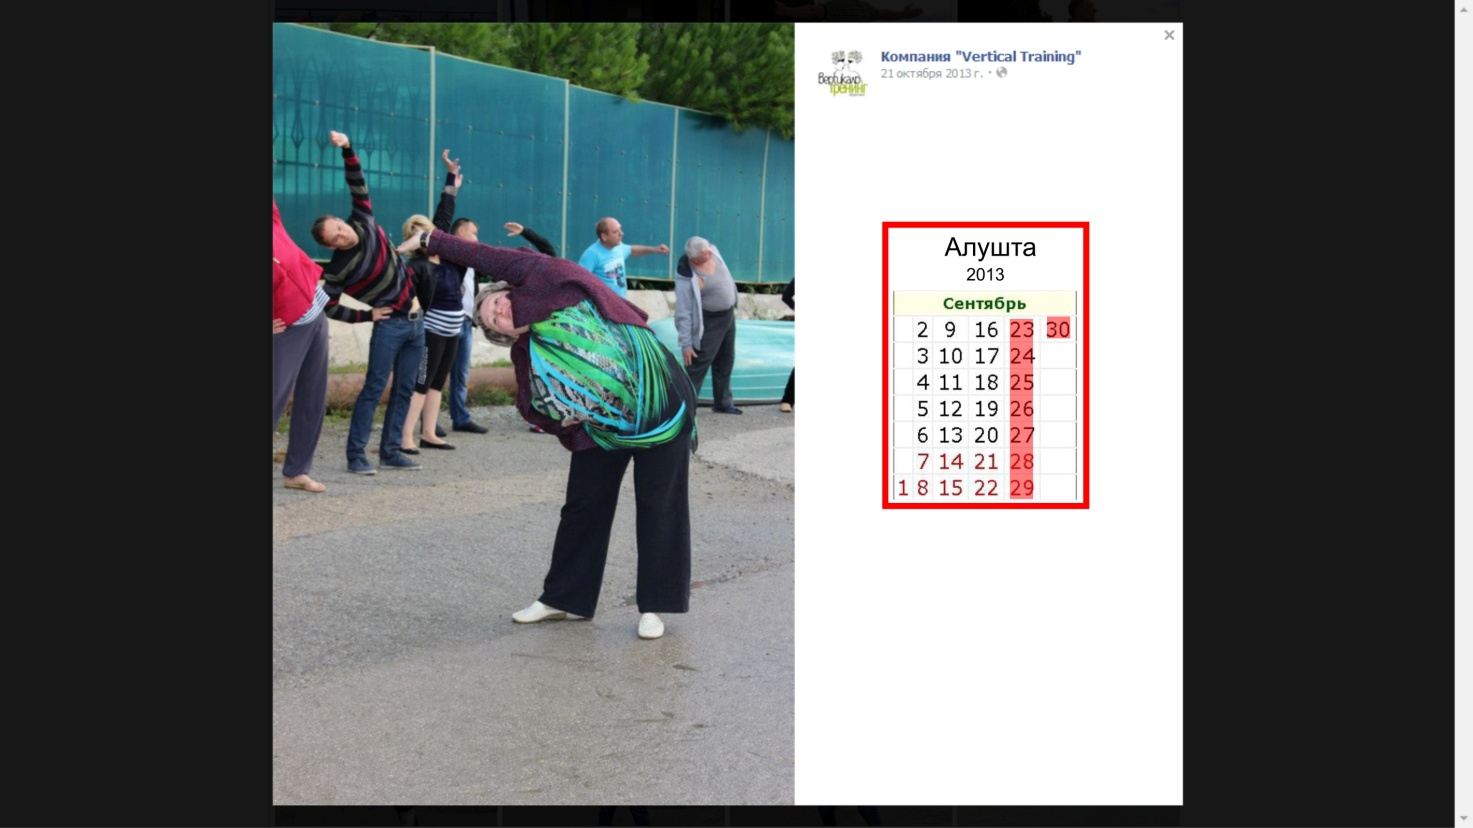 Компания "Vertical Training"
21 октября 2013 г. ·
Вертикаль
тренинг
Алушта
2013
Сентябрь
2 9 16 23 30
3 10 17 24
4 11 18 25
5 12 19 26
6 13 20 27
7 14 21 28
1 8 15 22 29